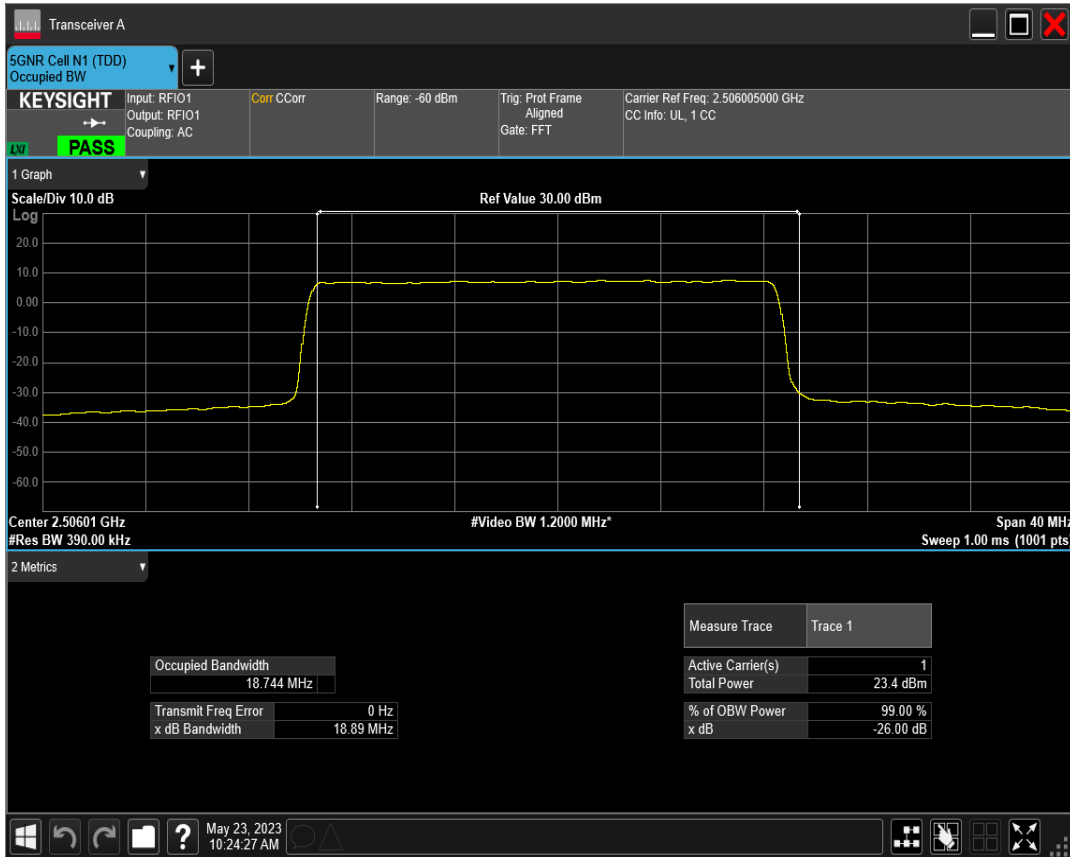 Transceiver A
5GNR Cell N1 (TDD)
Occupied BW
+
KEYSIGHT
LXI
PASS
Input: RFIO1
Output: RFIO1
Coupling: AC
Corr CCorr
Range: -60 dBm
Trig: Prot Frame
Aligned
Gate: FFT
Carrier Ref Freq: 2.506005000 GHz
CC Info: UL, 1 CC
1 Graph
Scale/Div 10.0 dB
Ref Value 30.00 dBm
Log
20.0
10.0
0.00
-10.0
-20.0
-30.0
-40.0
-50.0
-60.0
Center 2.50601 GHz
#Video BW 1.2000 MHz*
Span 40 MHz
#Res BW 390.00 kHz
Sweep 1.00 ms (1001 pts)
2 Metrics
Measure Trace Trace 1
Occupied Bandwidth
18.744 MHz
Active Carrier(s) 1
Total Power 23.4 dBm
Transmit Freq Error 0 Hz
x dB Bandwidth 18.89 MHz
% of OBW Power 99.00 %
x dB -26.00 dB
?
May 23, 2023
10:24:27 AM